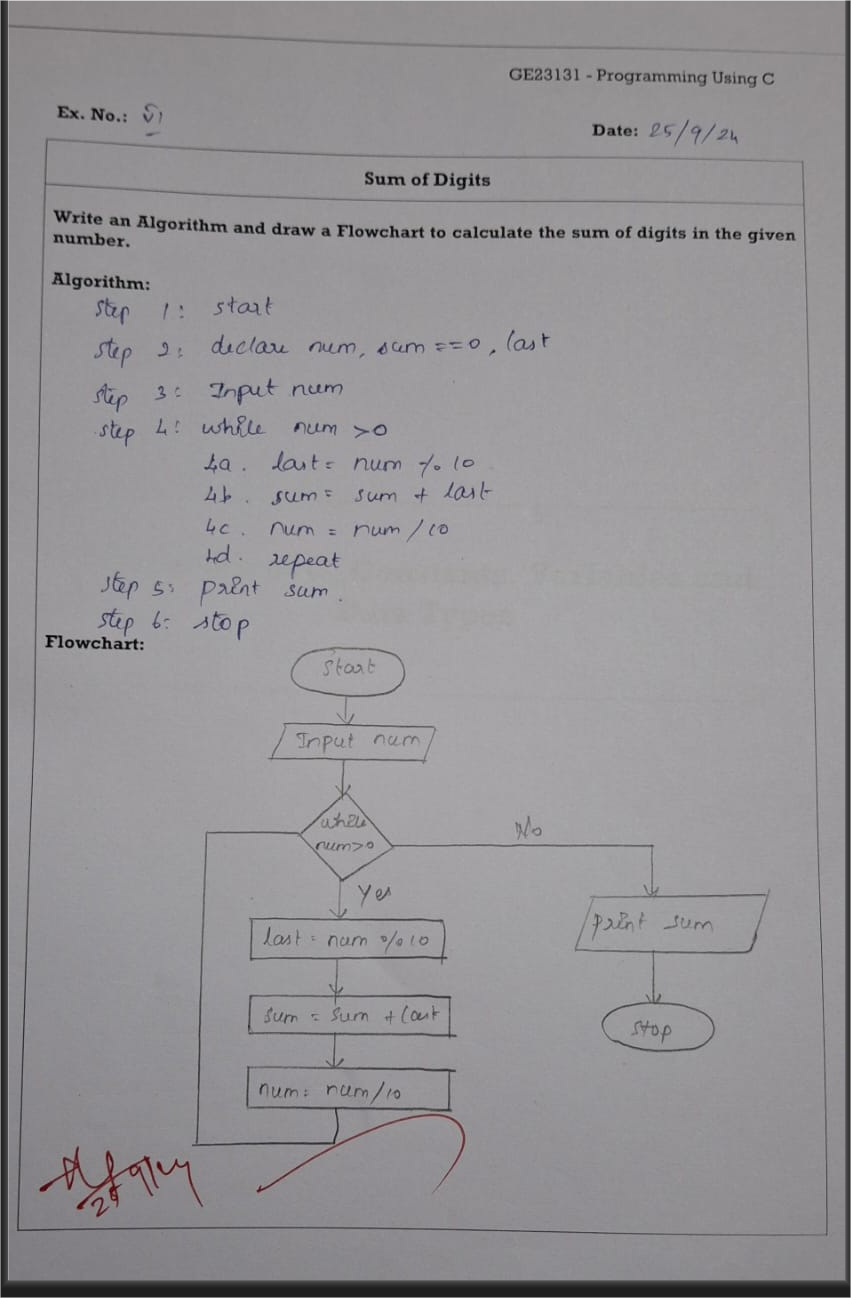 GE23131 - Programming Using C
Ex. No.: vi
Date: 25/9/24
Sum of Digits
Write an Algorithm and draw a Flowchart to calculate the sum of digits in the given
number.
Algorithm:
step 1: start
step 2: declare num, sum ==0, last
step 3: Input num
step 4: while num >0
4a. last= num % 10
4b. sum= sum + last
4c. num = num /10
4d. repeat
step 5: print sum.
step 6: stop
Flowchart:
Start
Input num
while
num>0
No
Yes
last = num % 10
print sum
sum = sum + last
stop
num= num/10